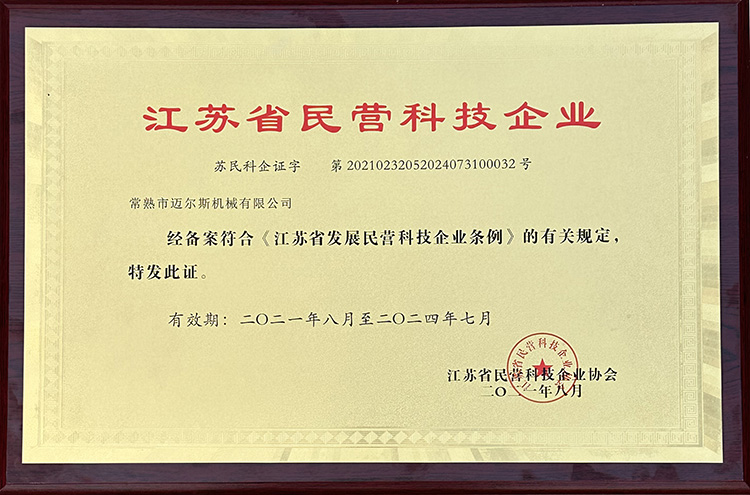 江苏省民营科技企业
苏民科企证字 第20210232052024073100032号
常熟市迈尔斯机械有限公司
经备案符合《江苏省发展民营科技企业条例》的有关规定，
特发此证。
有效期：二〇二一年八月至二〇二四年七月
江苏省民营科技企业协会
二〇二一年八月